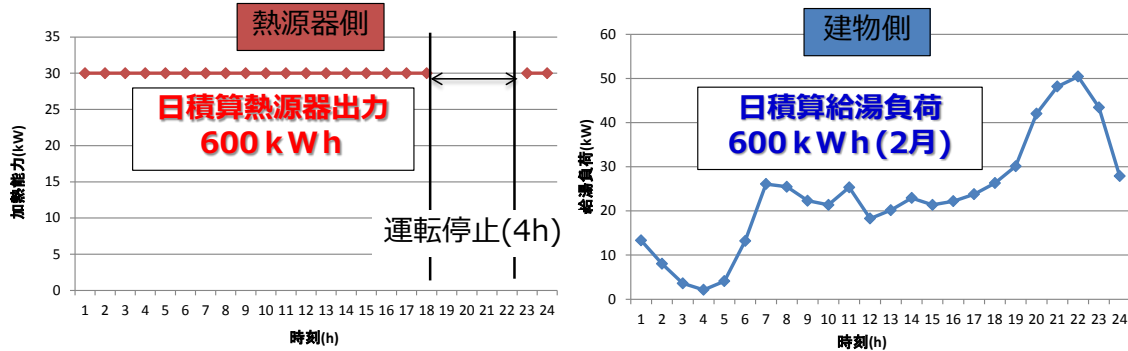 熱源器側
加熱能力(kW)
35
30
25
20
15
10
5
0
日積算熱源器出力
600ｋＷｈ
運転停止(4h)
1 2 3 4 5 6 7 8 9 10 11 12 13 14 15 16 17 18 19 20 21 22 23 24
時刻(h)
建物側
給湯負荷(kW)
60
50
40
30
20
10
0
日積算給湯負荷
600ｋＷｈ(2月)
1 2 3 4 5 6 7 8 9 10 11 12 13 14 15 16 17 18 19 20 21 22 23 24
時刻(h)